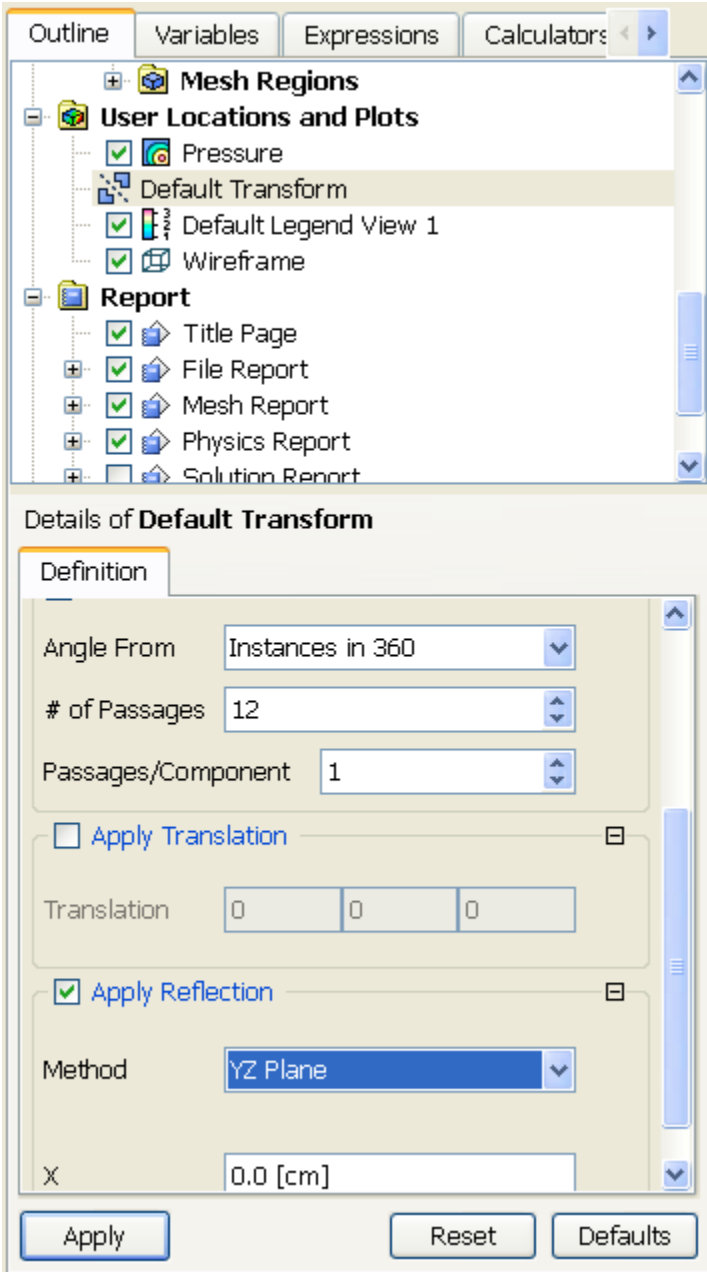 Outline Variables Expressions Calculators
Mesh Regions
User Locations and Plots
Pressure
Default Transform
Default Legend View 1
Wireframe
Report
Title Page
File Report
Mesh Report
Physics Report
Solution Report
Details of Default Transform
Definition
Angle From Instances in 360
# of Passages 12
Passages/Component 1
Apply Translation
Translation 0 0 0
Apply Reflection
Method YZ Plane
X 0.0 [cm]
Apply Reset Defaults